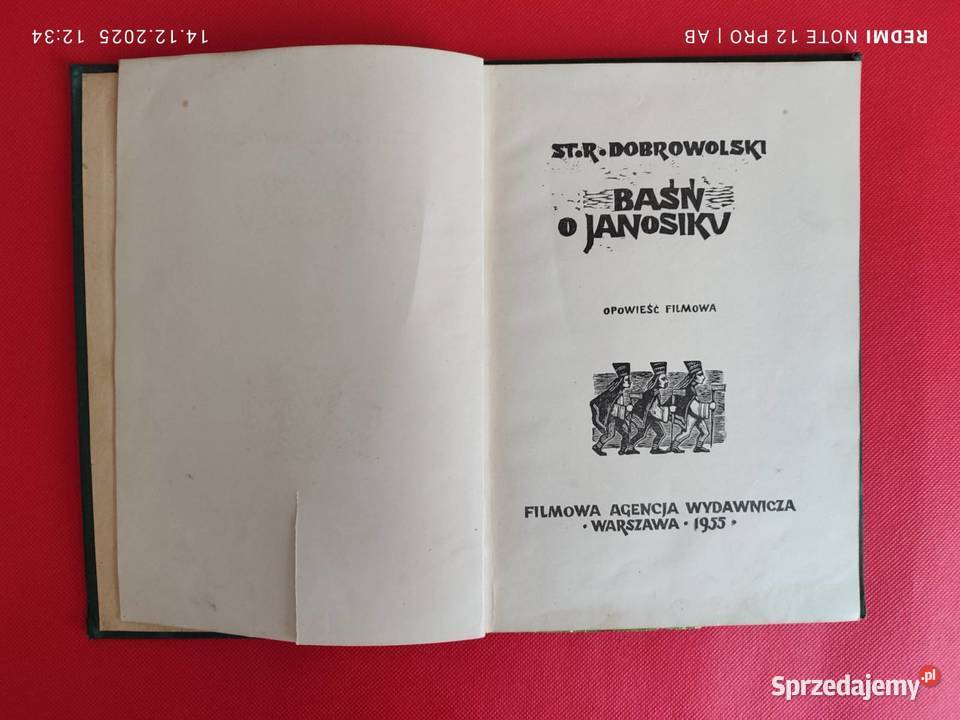 REDMI NOTE 12 PRO | AB
14.12.2025 12:34
ST.R.DOBROWOLSKI
BAŚŃ
O JANOSIKU
OPOWIEŚĆ FILMOWA
FILMOWA AGENCJA WYDAWNICZA
• WARSZAWA • 1955 •
Sprzedajemy.pl